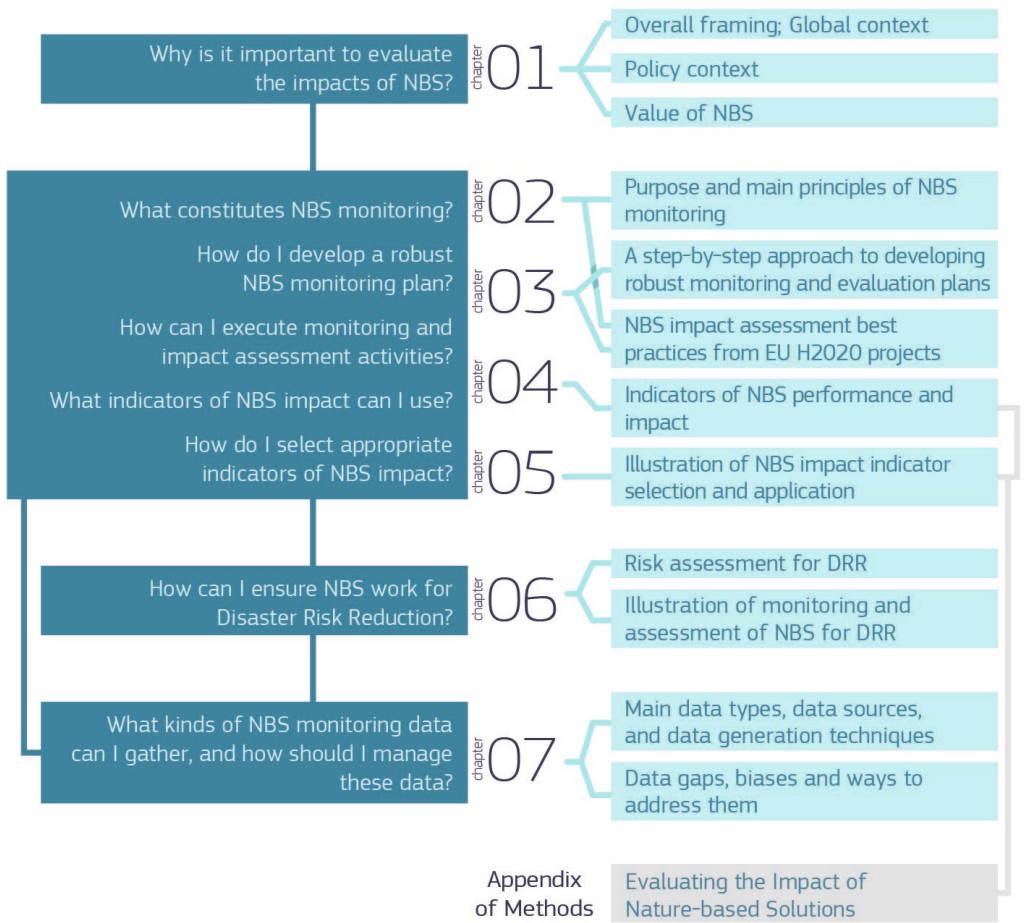 Why is it important to evaluate
the impacts of NBS?
chapter 01
Overall framing; Global context
Policy context
Value of NBS
What constitutes NBS monitoring?
How do I develop a robust
NBS monitoring plan?
How can I execute monitoring and
impact assessment activities?
What indicators of NBS impact can I use?
How do I select appropriate
indicators of NBS impact?
chapter 02
Purpose and main principles of NBS
monitoring
chapter 03
A step-by-step approach to developing
robust monitoring and evaluation plans
NBS impact assessment best
practices from EU H2020 projects
chapter 04
Indicators of NBS performance and
impact
chapter 05
Illustration of NBS impact indicator
selection and application
How can I ensure NBS work for
Disaster Risk Reduction?
chapter 06
Risk assessment for DRR
Illustration of monitoring and
assessment of NBS for DRR
What kinds of NBS monitoring data
can I gather, and how should I manage
these data?
chapter 07
Main data types, data sources,
and data generation techniques
Data gaps, biases and ways to
address them
Appendix
of Methods
Evaluating the Impact of
Nature-based Solutions